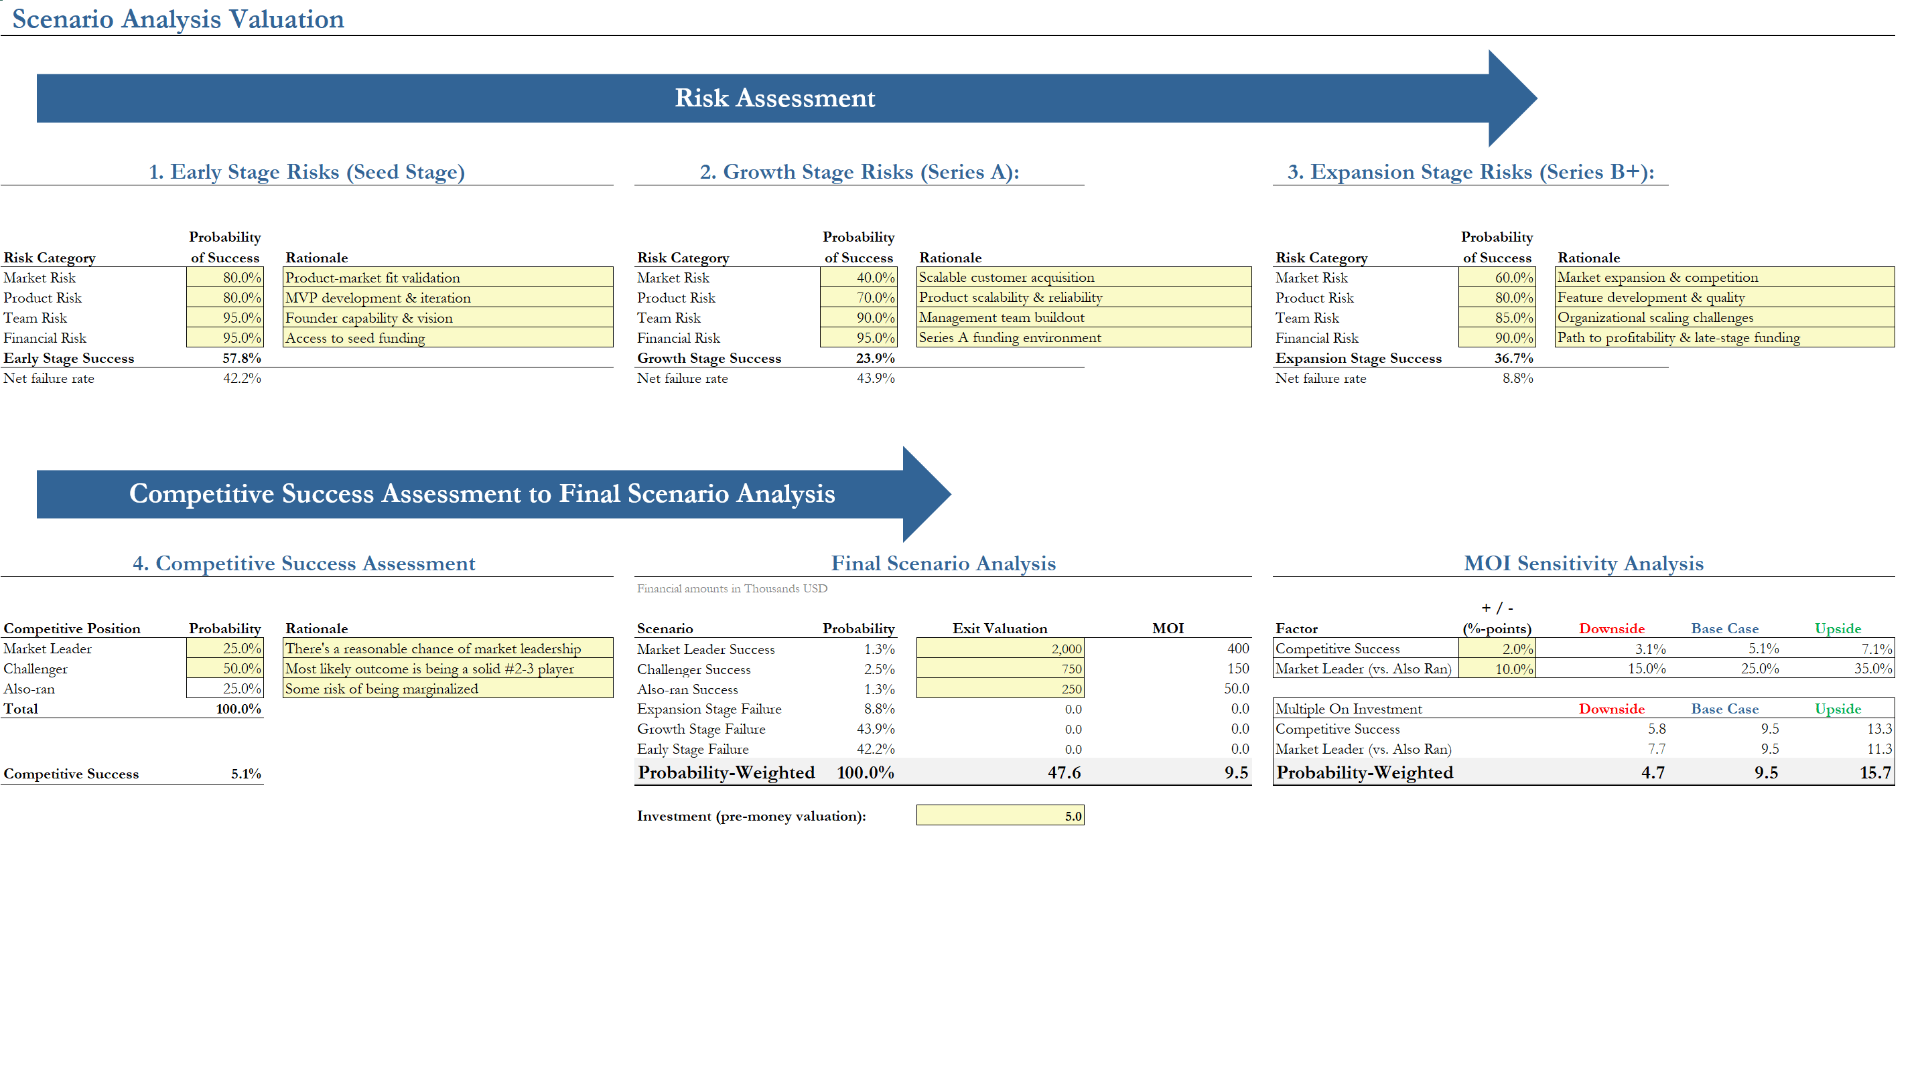 Scenario Analysis Valuation
Risk Assessment
1. Early Stage Risks (Seed Stage)
Risk Category Probability of Success Rationale
Market Risk 80.0% Product-market fit validation
Product Risk 80.0% MVP development & iteration
Team Risk 95.0% Founder capability & vision
Financial Risk 95.0% Access to seed funding
Early Stage Success 57.8%
Net failure rate 42.2%
2. Growth Stage Risks (Series A):
Risk Category Probability of Success Rationale
Market Risk 40.0% Scalable customer acquisition
Product Risk 70.0% Product scalability & reliability
Team Risk 90.0% Management team buildout
Financial Risk 95.0% Series A funding environment
Growth Stage Success 23.9%
Net failure rate 43.9%
3. Expansion Stage Risks (Series B+):
Risk Category Probability of Success Rationale
Market Risk 60.0% Market expansion & competition
Product Risk 80.0% Feature development & quality
Team Risk 85.0% Organizational scaling challenges
Financial Risk 90.0% Path to profitability & late-stage funding
Expansion Stage Success 36.7%
Net failure rate 8.8%
Competitive Success Assessment to Final Scenario Analysis
4. Competitive Success Assessment
Competitive Position Probability Rationale
Market Leader 25.0% There's a reasonable chance of market leadership
Challenger 50.0% Most likely outcome is being a solid #2-3 player
Also-ran 25.0% Some risk of being marginalized
Total 100.0%
Competitive Success 5.1%
Final Scenario Analysis
Financial amounts in Thousands USD
Scenario Probability Exit Valuation MOI
Market Leader Success 1.3% 2,000 400
Challenger Success 2.5% 750 150
Also-ran Success 1.3% 250 50.0
Expansion Stage Failure 8.8% 0.0 0.0
Growth Stage Failure 43.9% 0.0 0.0
Early Stage Failure 42.2% 0.0 0.0
Probability-Weighted 100.0% 47.6 9.5
Investment (pre-money valuation): 5.0
MOI Sensitivity Analysis
Factor + / - (%-points) Downside Base Case Upside
Competitive Success 2.0% 3.1% 5.1% 7.1%
Market Leader (vs. Also Ran) 10.0% 15.0% 25.0% 35.0%
Multiple On Investment Downside Base Case Upside
Competitive Success 5.8 9.5 13.3
Market Leader (vs. Also Ran) 7.7 9.5 11.3
Probability-Weighted 4.7 9.5 15.7